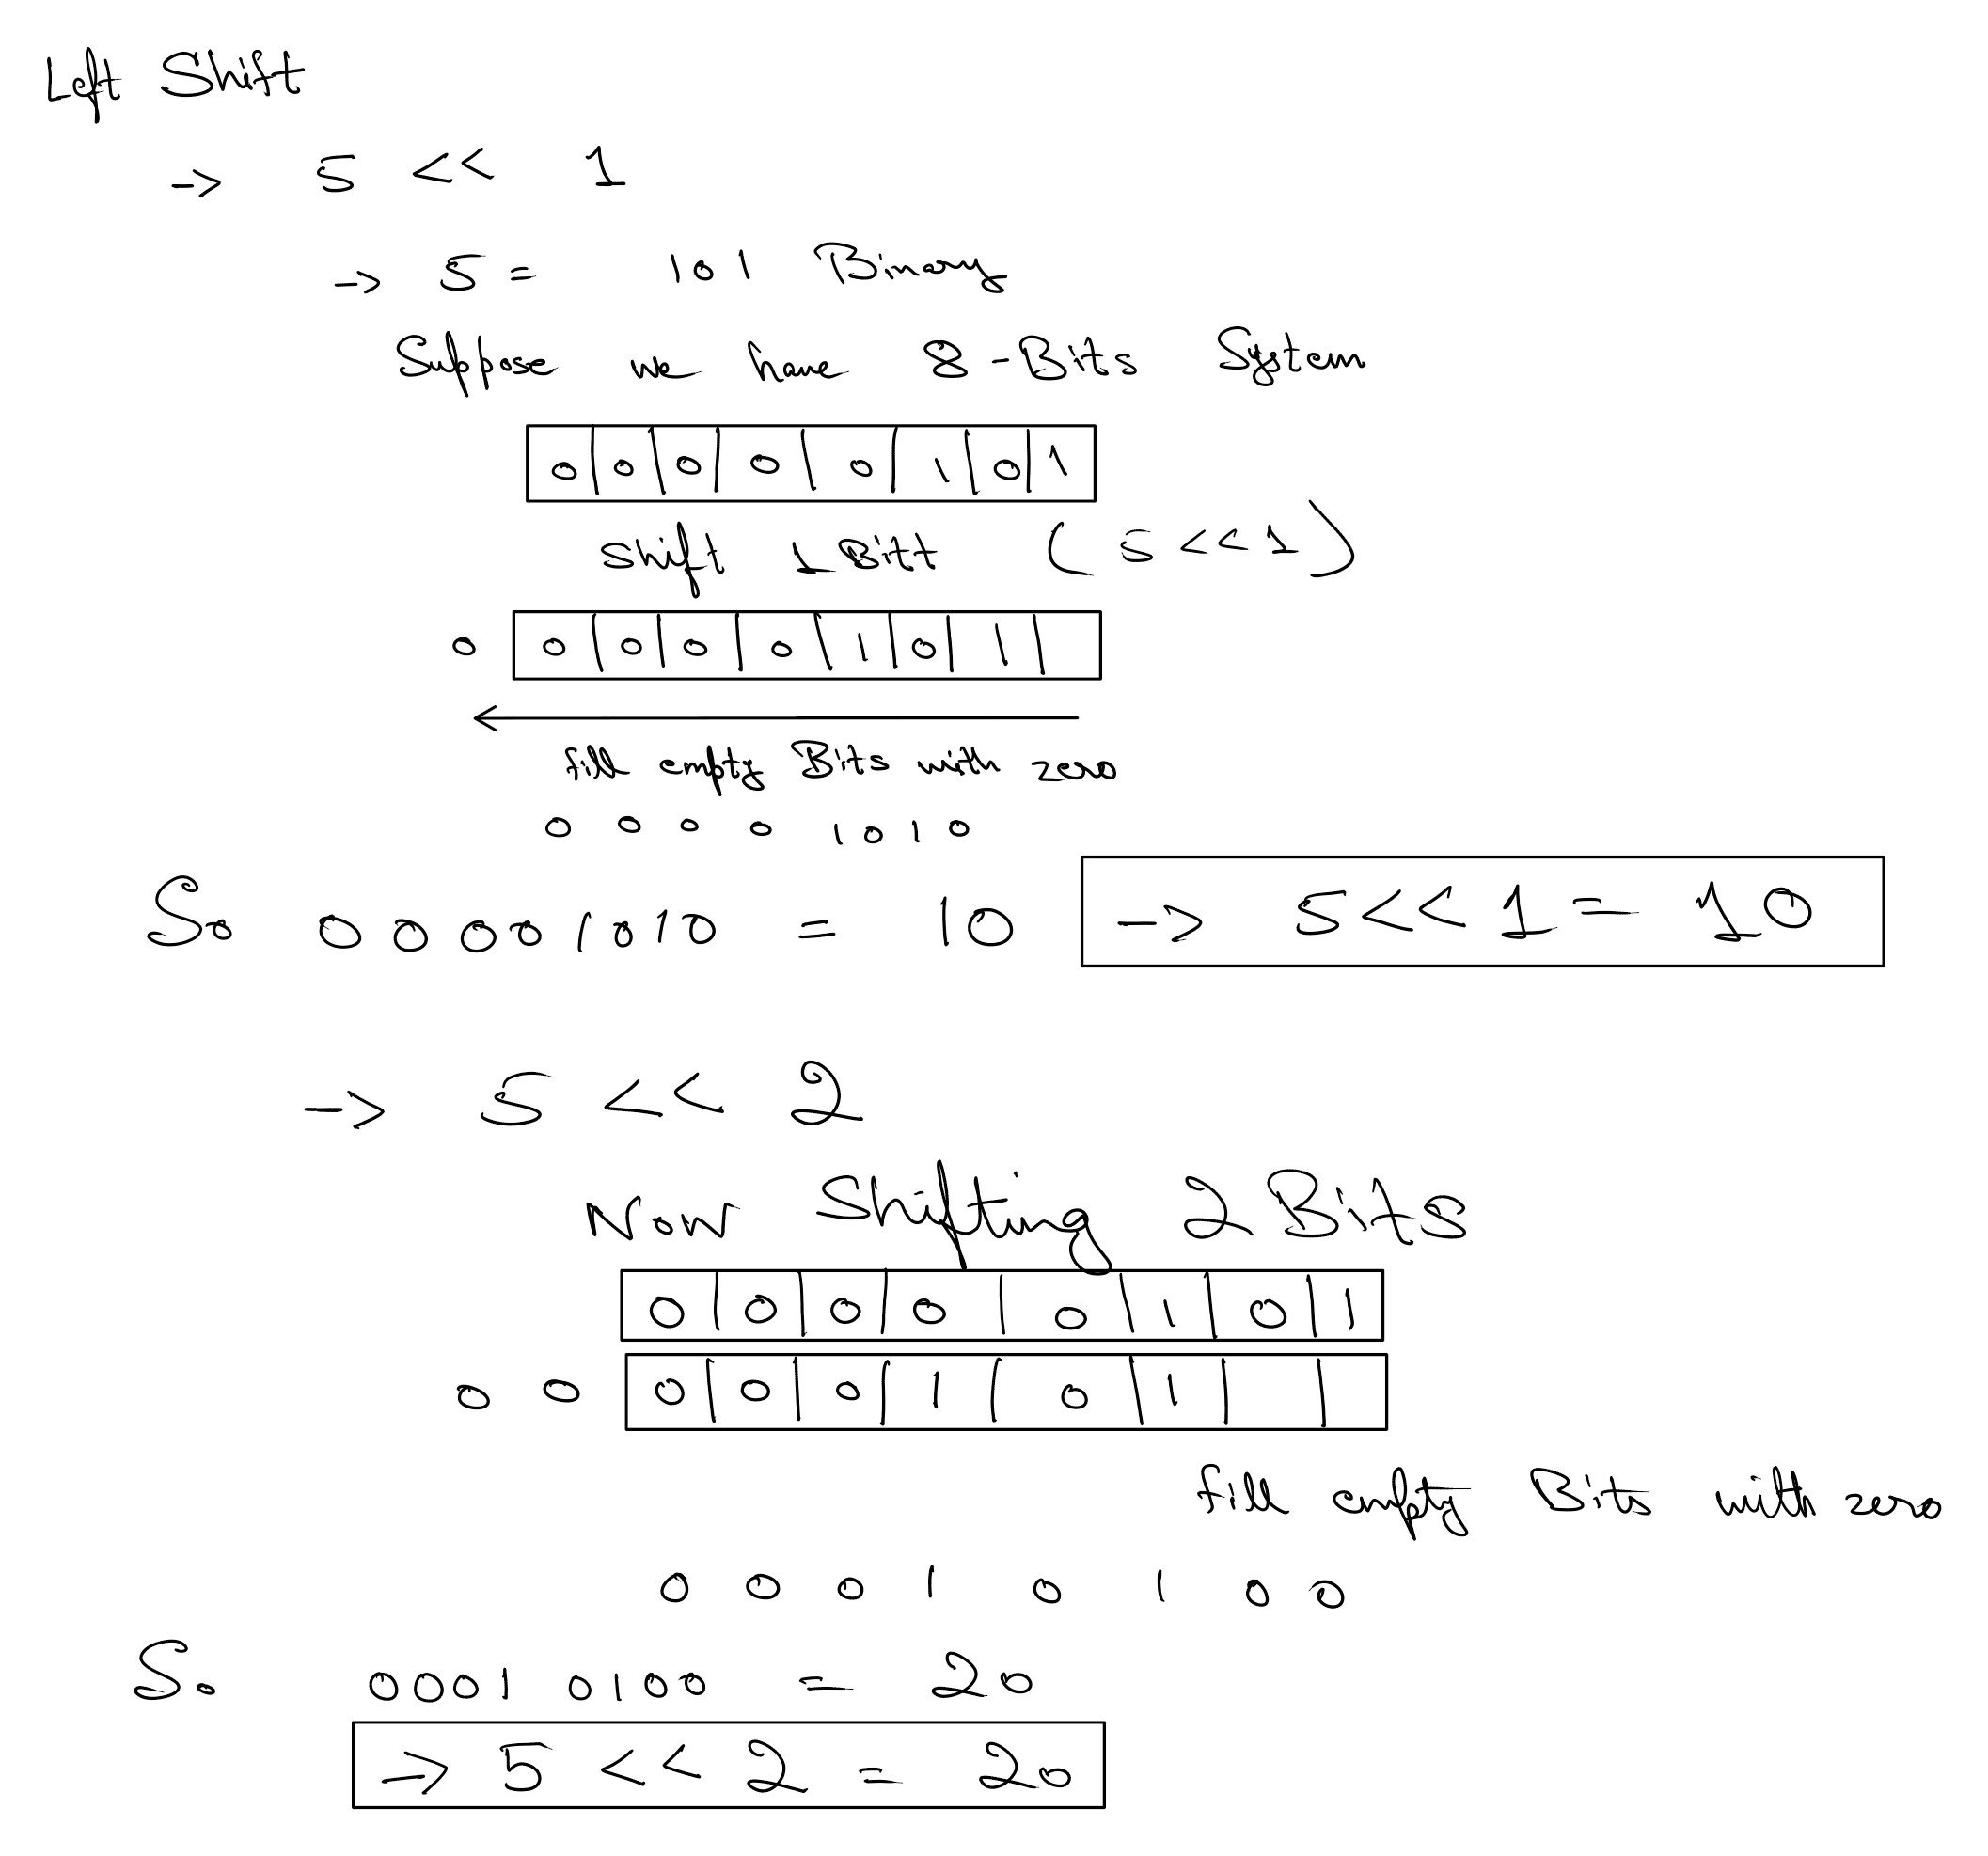 Left Shift
-> 5 << 1
-> 5 = 101 Binary
Suppose we have 8-Bits System
0 0 0 0 0 1 0 1
Shift 1 Bit (5<<1)
0 0 0 0 0 1 0 1
fill empty Bits with zero
0 0 0 0 1 0 1 0
So 00001010 = 10 -> 5<<1 = 10
-> 5 << 2
Now Shifting 2 Bits
0 0 0 0 0 1 0 1
0 0 0 0 0 1 0 1
fill empty Bits with zero
0 0 0 1 0 1 0 0
So 00010100 = 20
-> 5 << 2 = 20